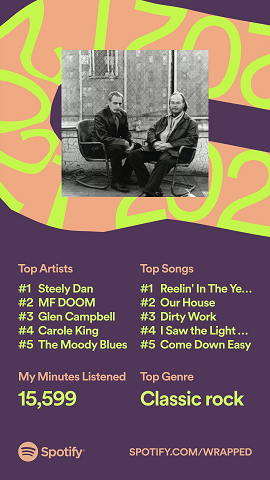 2021
202
Top Artists
#1 Steely Dan
#2 MF DOOM
#3 Glen Campbell
#4 Carole King
#5 The Moody Blues
Top Songs
#1 Reelin' In The Ye...
#2 Our House
#3 Dirty Work
#4 I Saw the Light ...
#5 Come Down Easy
My Minutes Listened
15,599
Top Genre
Classic rock
Spotify
SPOTIFY.COM/WRAPPED